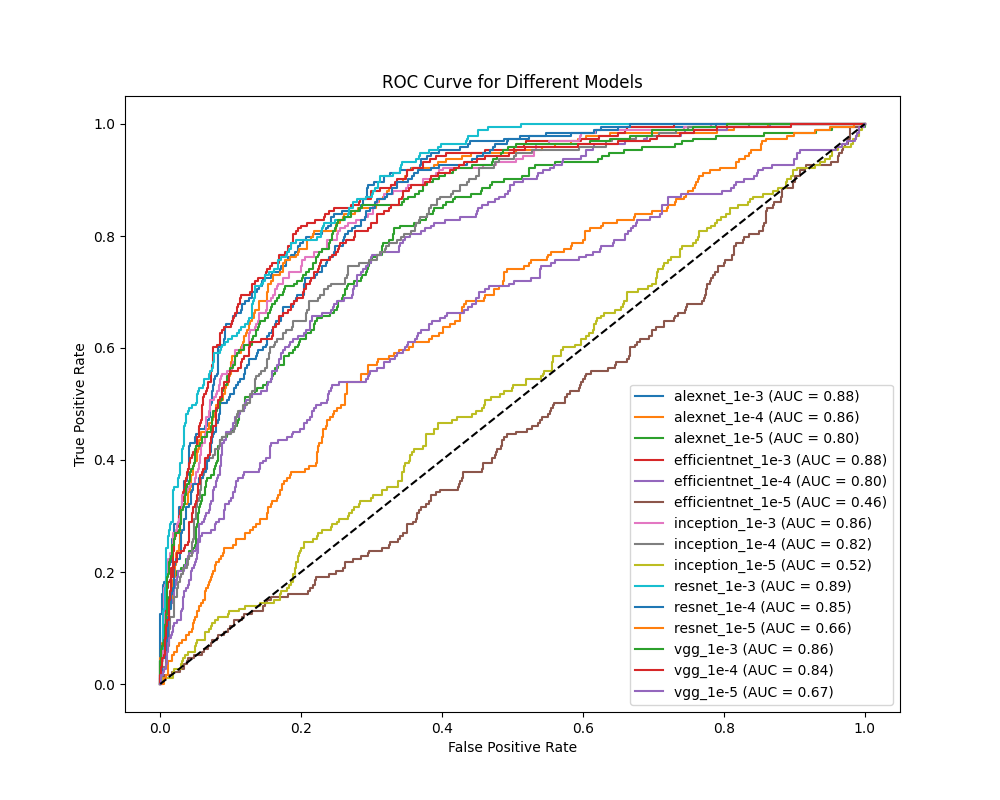 ROC Curve for Different Models
True Positive Rate
1.0
0.8
0.6
0.4
0.2
0.0
alexnet_1e-3 (AUC = 0.88)
alexnet_1e-4 (AUC = 0.86)
alexnet_1e-5 (AUC = 0.80)
efficientnet_1e-3 (AUC = 0.88)
efficientnet_1e-4 (AUC = 0.80)
efficientnet_1e-5 (AUC = 0.46)
inception_1e-3 (AUC = 0.86)
inception_1e-4 (AUC = 0.82)
inception_1e-5 (AUC = 0.52)
resnet_1e-3 (AUC = 0.89)
resnet_1e-4 (AUC = 0.85)
resnet_1e-5 (AUC = 0.66)
vgg_1e-3 (AUC = 0.86)
vgg_1e-4 (AUC = 0.84)
vgg_1e-5 (AUC = 0.67)
0.0 0.2 0.4 0.6 0.8 1.0
False Positive Rate